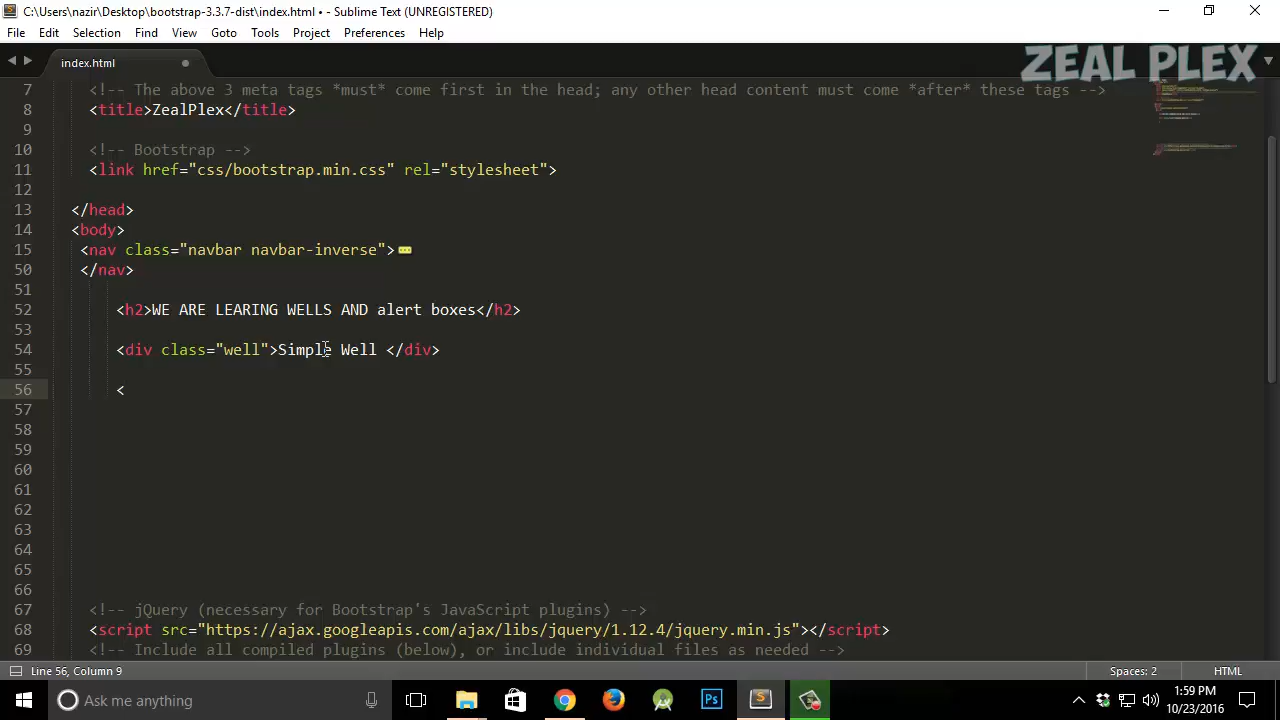 C:\Users\nazir\Desktop\bootstrap-3.3.7-dist\index.html • - Sublime Text (UNREGISTERED)
File Edit Selection Find View Goto Tools Project Preferences Help
index.html
ZEAL PLEX
7 <!-- The above 3 meta tags *must* come first in the head; any other head content must come *after* these tags -->
8 <title>ZealPlex</title>
9
10 <!-- Bootstrap -->
11 <link href="css/bootstrap.min.css" rel="stylesheet">
12
13 </head>
14 <body>
15 <nav class="navbar navbar-inverse">
50 </nav>
51
52 <h2>WE ARE LEARING WELLS AND alert boxes</h2>
53
54 <div class="well">Simple Well </div>
55
56 <
57
58
59
60
61
62
63
64
65
66
67 <!-- jQuery (necessary for Bootstrap's JavaScript plugins) -->
68 <script src="https://ajax.googleapis.com/ajax/libs/jquery/1.12.4/jquery.min.js"></script>
69 <!-- Include all compiled plugins (below), or include individual files as needed -->
Line 56, Column 9 Spaces: 2 HTML
Ask me anything
Ps
S
1:59 PM
10/23/2016